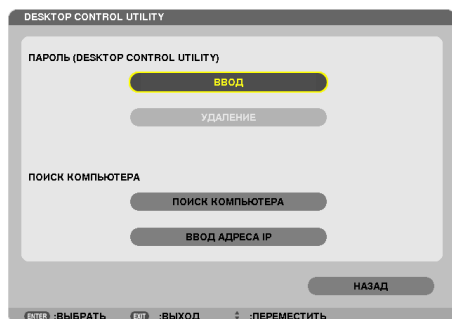 DESKTOP CONTROL UTILITY
ПАРОЛЬ (DESKTOP CONTROL UTILITY)
ВВОД
УДАЛЕНИЕ
ПОИСК КОМПЬЮТЕРА
ПОИСК КОМПЬЮТЕРА
ВВОД АДРЕСА IP
НАЗАД
ENTER :ВЫБРАТЬ EXIT :ВЫХОД :ПЕРЕМЕСТИТЬ